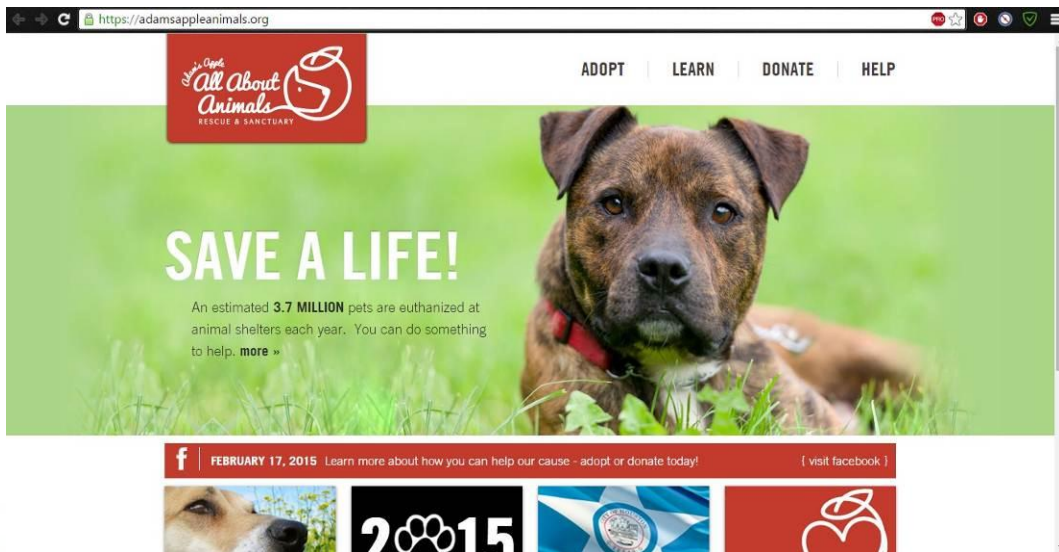 https://adamsappleanimals.org
Adam's Apple
All About
Animals
RESCUE & SANCTUARY
ADOPT LEARN DONATE HELP
SAVE A LIFE!
An estimated 3.7 MILLION pets are euthanized at
animal shelters each year. You can do something
to help. more »
f FEBRUARY 17, 2015 Learn more about how you can help our cause - adopt or donate today! { visit facebook }
2015